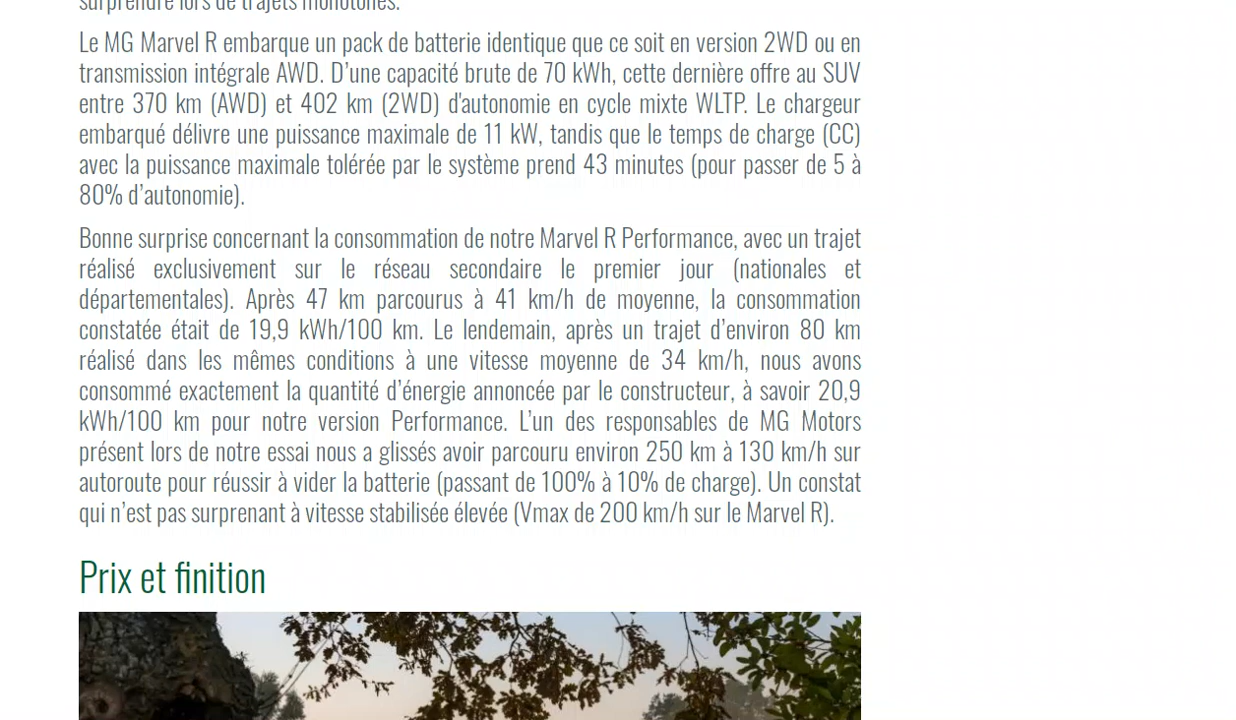 surprendre lors de trajets monotones.
Le MG Marvel R embarque un pack de batterie identique que ce soit en version 2WD ou en
transmission intégrale AWD. D’une capacité brute de 70 kWh, cette dernière offre au SUV
entre 370 km (AWD) et 402 km (2WD) d'autonomie en cycle mixte WLTP. Le chargeur
embarqué délivre une puissance maximale de 11 kW, tandis que le temps de charge (CC)
avec la puissance maximale tolérée par le système prend 43 minutes (pour passer de 5 à
80% d’autonomie).
Bonne surprise concernant la consommation de notre Marvel R Performance, avec un trajet
réalisé exclusivement sur le réseau secondaire le premier jour (nationales et
départementales). Après 47 km parcourus à 41 km/h de moyenne, la consommation
constatée était de 19,9 kWh/100 km. Le lendemain, après un trajet d’environ 80 km
réalisé dans les mêmes conditions à une vitesse moyenne de 34 km/h, nous avons
consommé exactement la quantité d’énergie annoncée par le constructeur, à savoir 20,9
kWh/100 km pour notre version Performance. L’un des responsables de MG Motors
présent lors de notre essai nous a glissés avoir parcouru environ 250 km à 130 km/h sur
autoroute pour réussir à vider la batterie (passant de 100% à 10% de charge). Un constat
qui n’est pas surprenant à vitesse stabilisée élevée (Vmax de 200 km/h sur le Marvel R).
Prix et finition